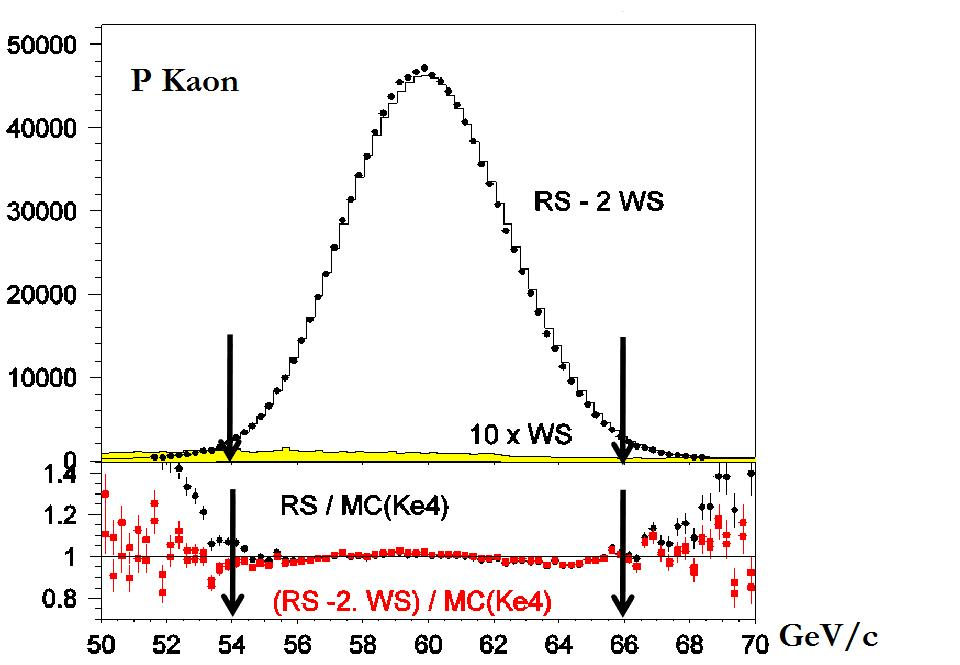 50000
P Kaon
40000
RS - 2 WS
30000
20000
10000
10 x WS
0
1.4
RS / MC(Ke4)
1.2
1
(RS -2. WS) / MC(Ke4)
0.8
50 52 54 56 58 60 62 64 66 68 70 GeV/c